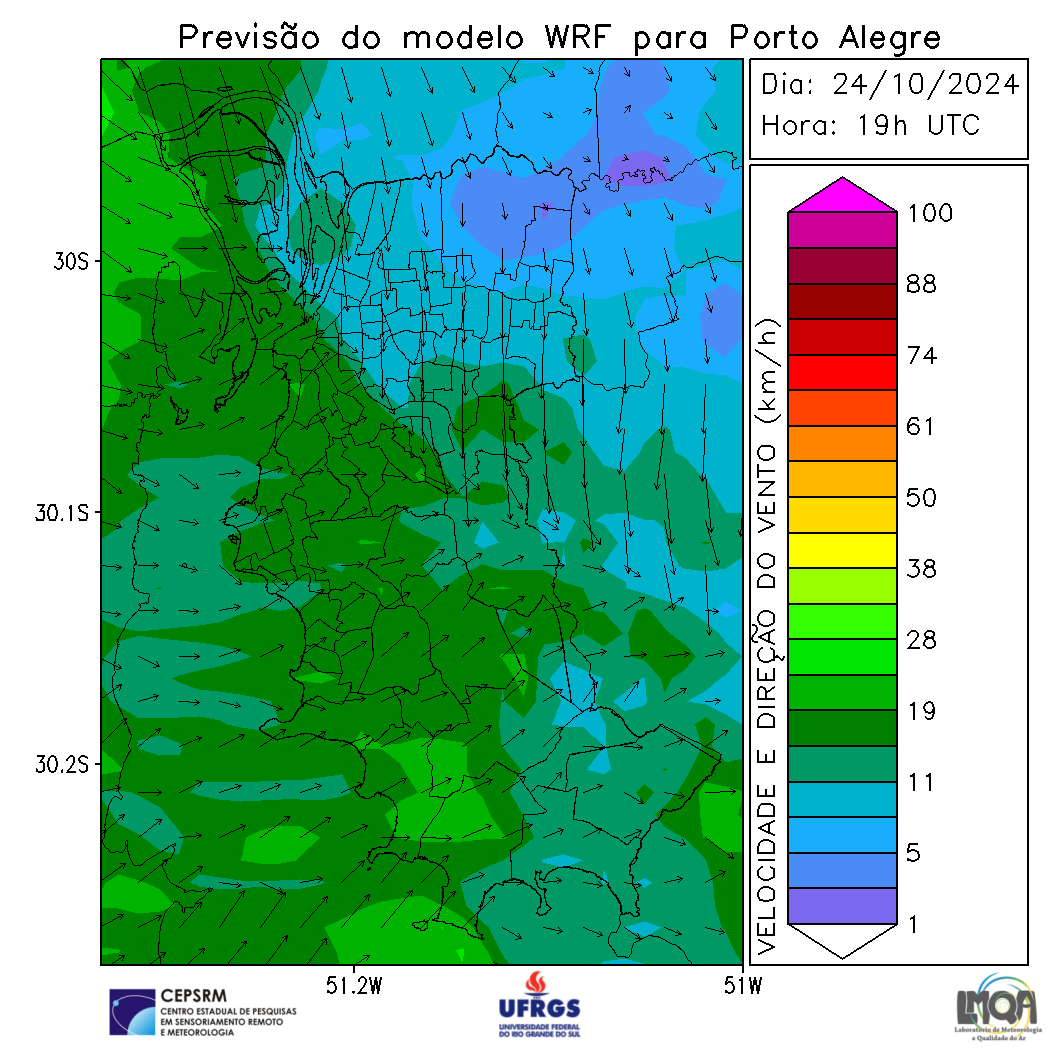 Previsão do modelo WRF para Porto Alegre
Dia: 24/10/2024
Hora: 19h UTC
30S
30.1S
30.2S
51.2W
51W
VELOCIDADE E DIREÇÃO DO VENTO (km/h)
100
88
74
61
50
38
28
19
11
5
1
CEPSRM
CENTRO ESTADUAL DE PESQUISAS
EM SENSORIAMENTO REMOTO
E METEOROLOGIA
UFRGS
UNIVERSIDADE FEDERAL
DO RIO GRANDE DO SUL
LMQA
Laboratório de Meteorologia
e Qualidade do Ar